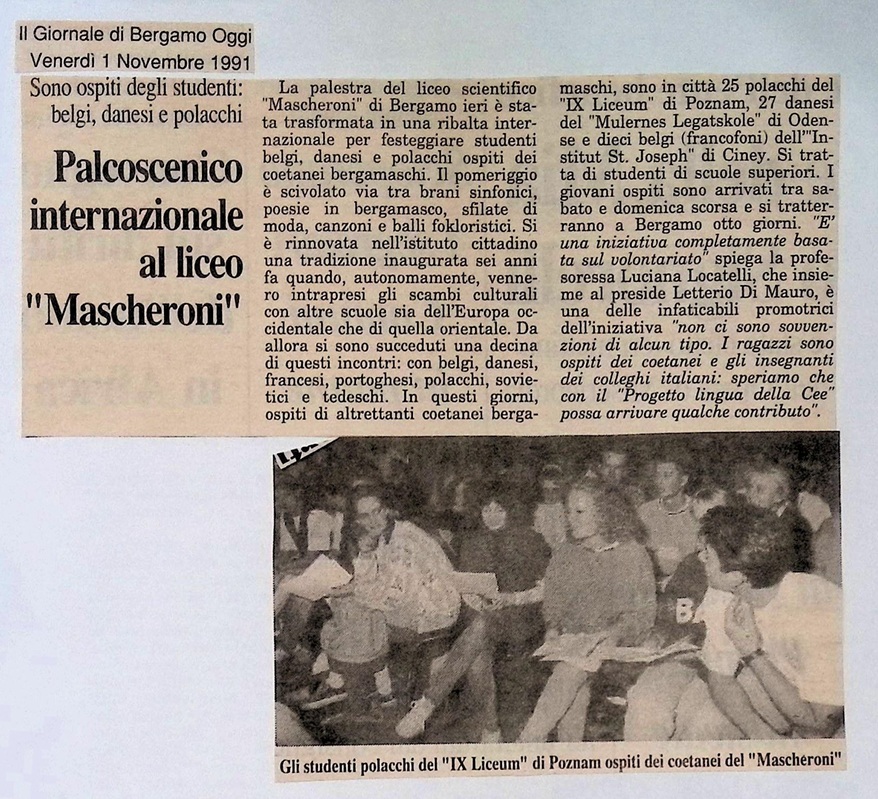 Il Giornale di Bergamo Oggi
Venerdì 1 Novembre 1991
Sono ospiti degli studenti:
belgi, danesi e polacchi
Palcoscenico
internazionale
al liceo
"Mascheroni"
La palestra del liceo scientifico
"Mascheroni" di Bergamo ieri è sta-
ta trasformata in una ribalta inter-
nazionale per festeggiare studenti
belgi, danesi e polacchi ospiti dei
coetanei bergamaschi. Il pomeriggio
è scivolato via tra brani sinfonici,
poesie in bergamasco, sfilate di
moda, canzoni e balli fokloristici. Si
è rinnovata nell'istituto cittadino
una tradizione inaugurata sei anni
fa quando, autonomamente, venne-
ro intrapresi gli scambi culturali
con altre scuole sia dell'Europa oc-
cidentale che di quella orientale. Da
allora si sono succeduti una decina
di questi incontri: con belgi, danesi,
francesi, portoghesi, polacchi, sovie-
tici e tedeschi. In questi giorni,
ospiti di altrettanti coetanei berga-
maschi, sono in città 25 polacchi del
"IX Liceum" di Poznam, 27 danesi
del "Mulernes Legatskole" di Oden-
se e dieci belgi (francofoni) dell'"In-
stitut St. Joseph" di Ciney. Si trat-
ta di studenti di scuole superiori. I
giovani ospiti sono arrivati tra sa-
bato e domenica scorsa e si tratter-
ranno a Bergamo otto giorni. "E'
una iniziativa completamente basa-
ta sul volontariato" spiega la profe-
soressa Luciana Locatelli, che insie-
me al preside Letterio Di Mauro, è
una delle infaticabili promotrici
dell'iniziativa "non ci sono sovven-
zioni di alcun tipo. I ragazzi sono
ospiti dei coetanei e gli insegnanti
dei colleghi italiani: speriamo che
con il "Progetto lingua della Cee"
possa arrivare qualche contributo".
Gli studenti polacchi del "IX Liceum" di Poznam ospiti dei coetanei del "Mascheroni"